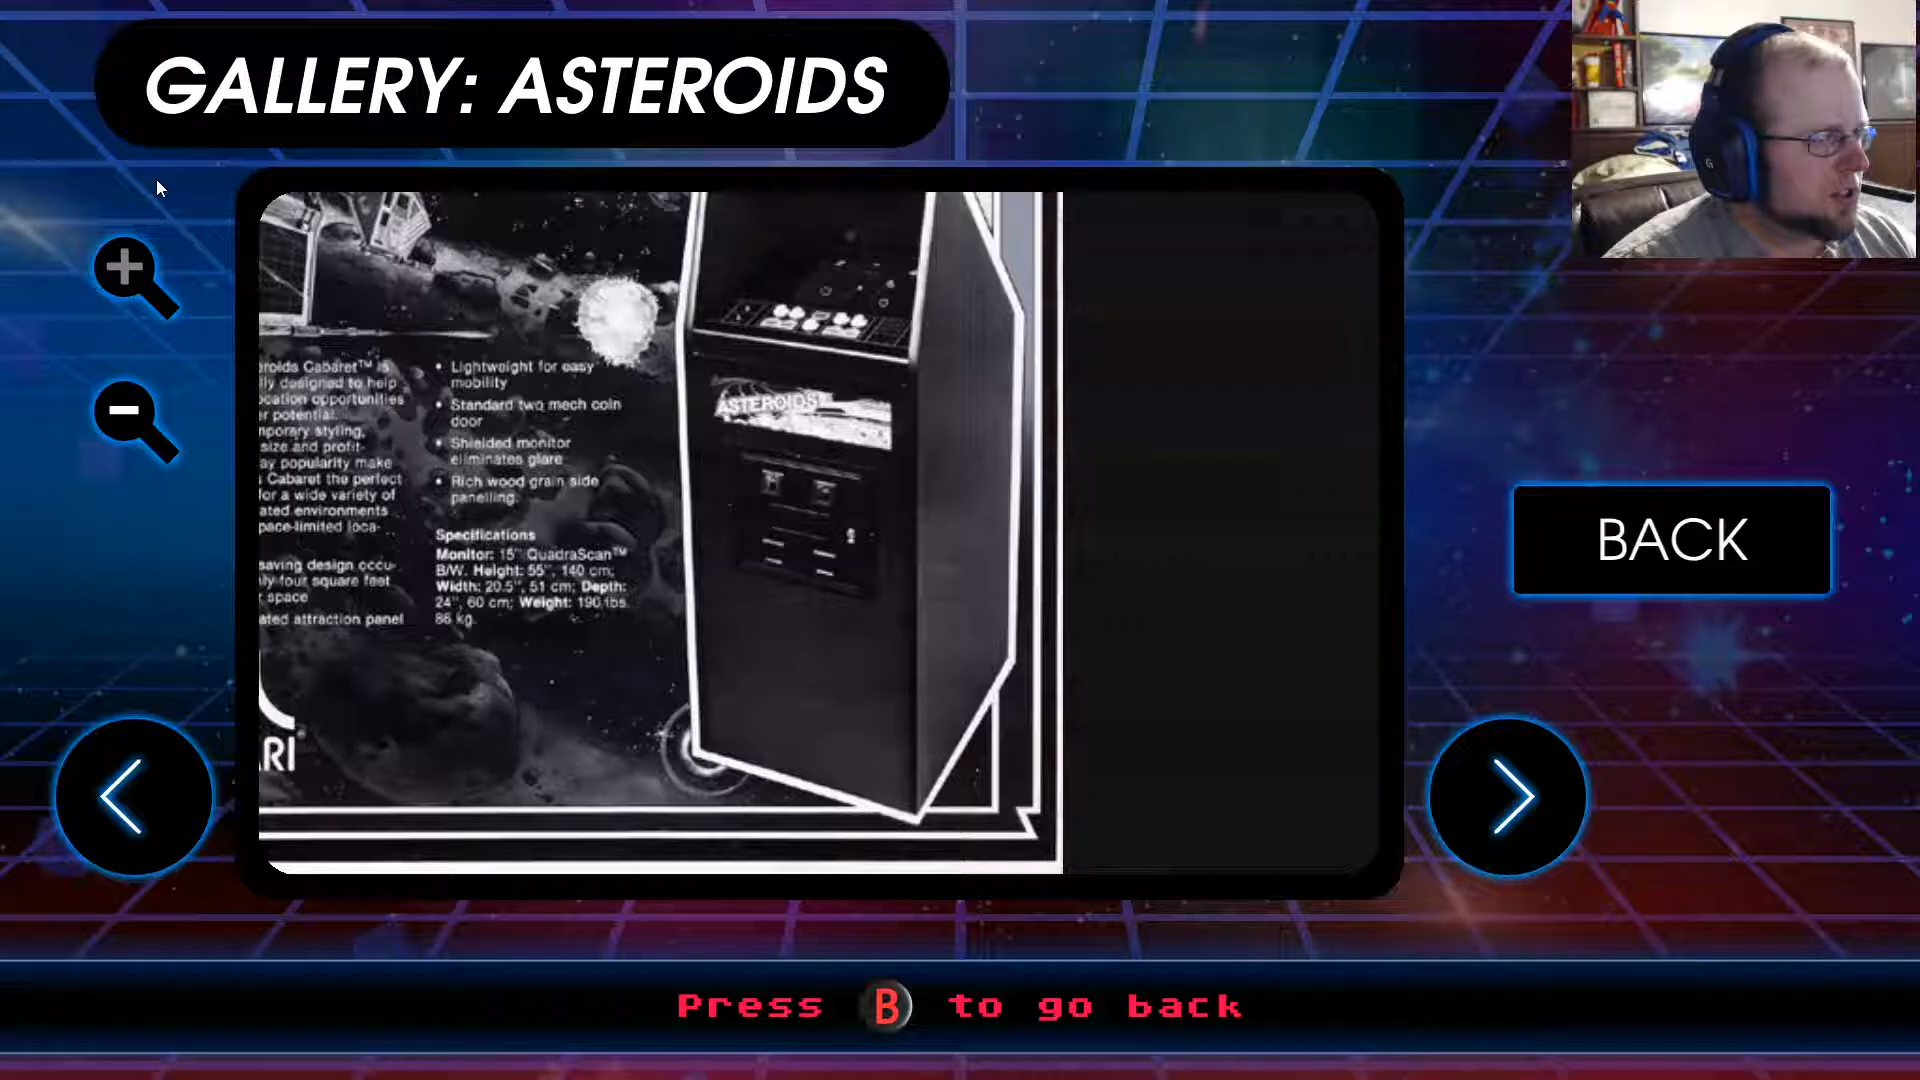 GALLERY: ASTEROIDS
eroids Cabaret™ is
lly designed to help
ocation opportunities
er potential.
mporary styling,
size and profit-
ay popularity make
Cabaret the perfect
for a wide variety of
ated environments
pace-limited loca-
saving design occu-
nly four square feet
r space
ated attraction panel
• Lightweight for easy
mobility
• Standard two mech coin
door
• Shielded monitor
eliminates glare
• Rich wood grain side
panelling.
Specifications
Monitor: 15" QuadraScan™
B/W. Height: 55", 140 cm;
Width: 20.5", 51 cm; Depth:
24", 60 cm; Weight: 190 lbs.
86 kg.
ASTEROIDS
RI®
BACK
Press B to go back